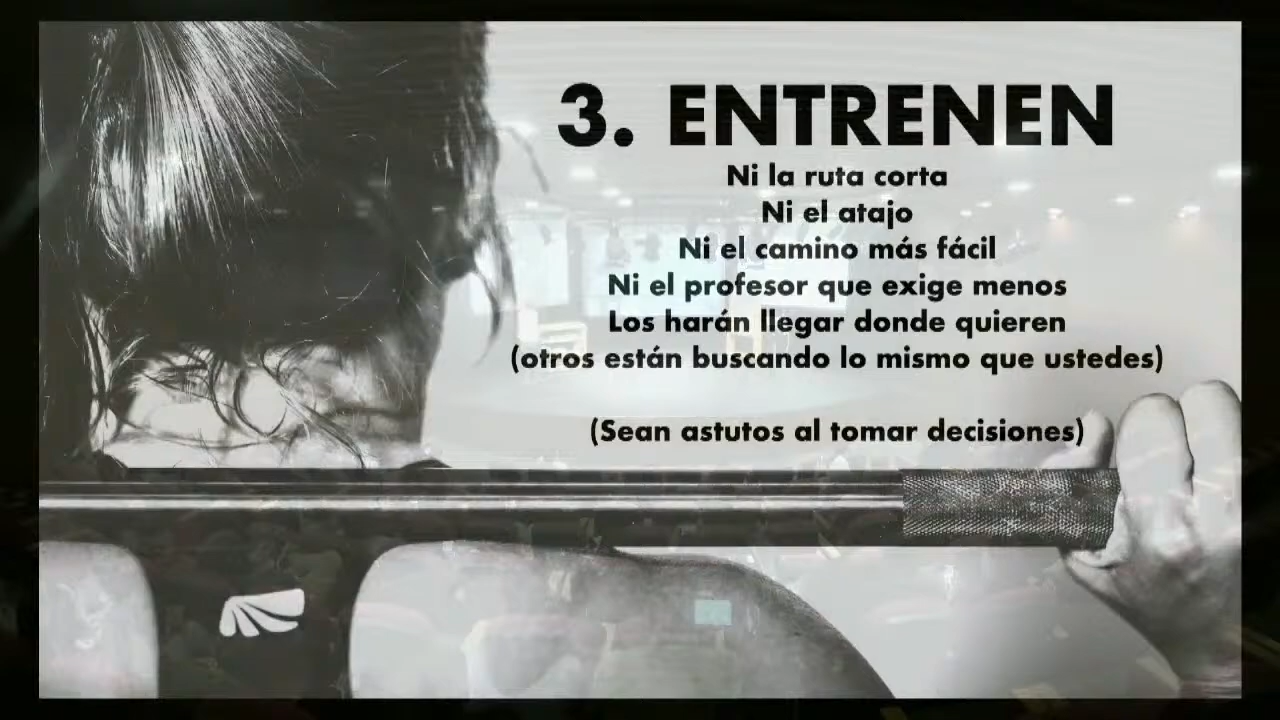 3. ENTRENEN
Ni la ruta corta
Ni el atajo
Ni el camino más fácil
Ni el profesor que exige menos
Los harán llegar donde quieren
(otros están buscando lo mismo que ustedes)
(Sean astutos al tomar decisiones)